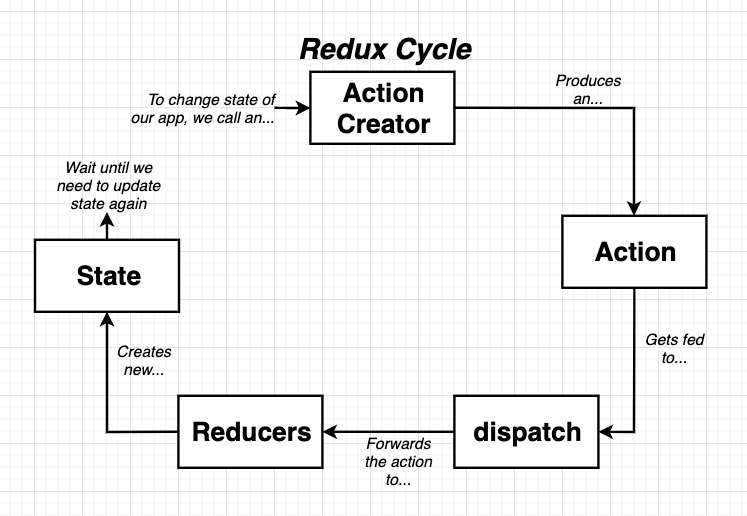 Redux Cycle
To change state of
our app, we call an...
Action
Creator
Produces
an...
Action
Gets fed
to...
dispatch
Forwards
the action
to...
Reducers
Creates
new...
State
Wait until we
need to update
state again